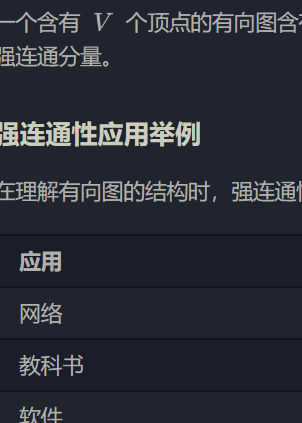 一个含有 V 个顶点的有向图含
强连通分量。
强连通性应用举例
在理解有向图的结构时，强连通
应用
网络
教科书
软件